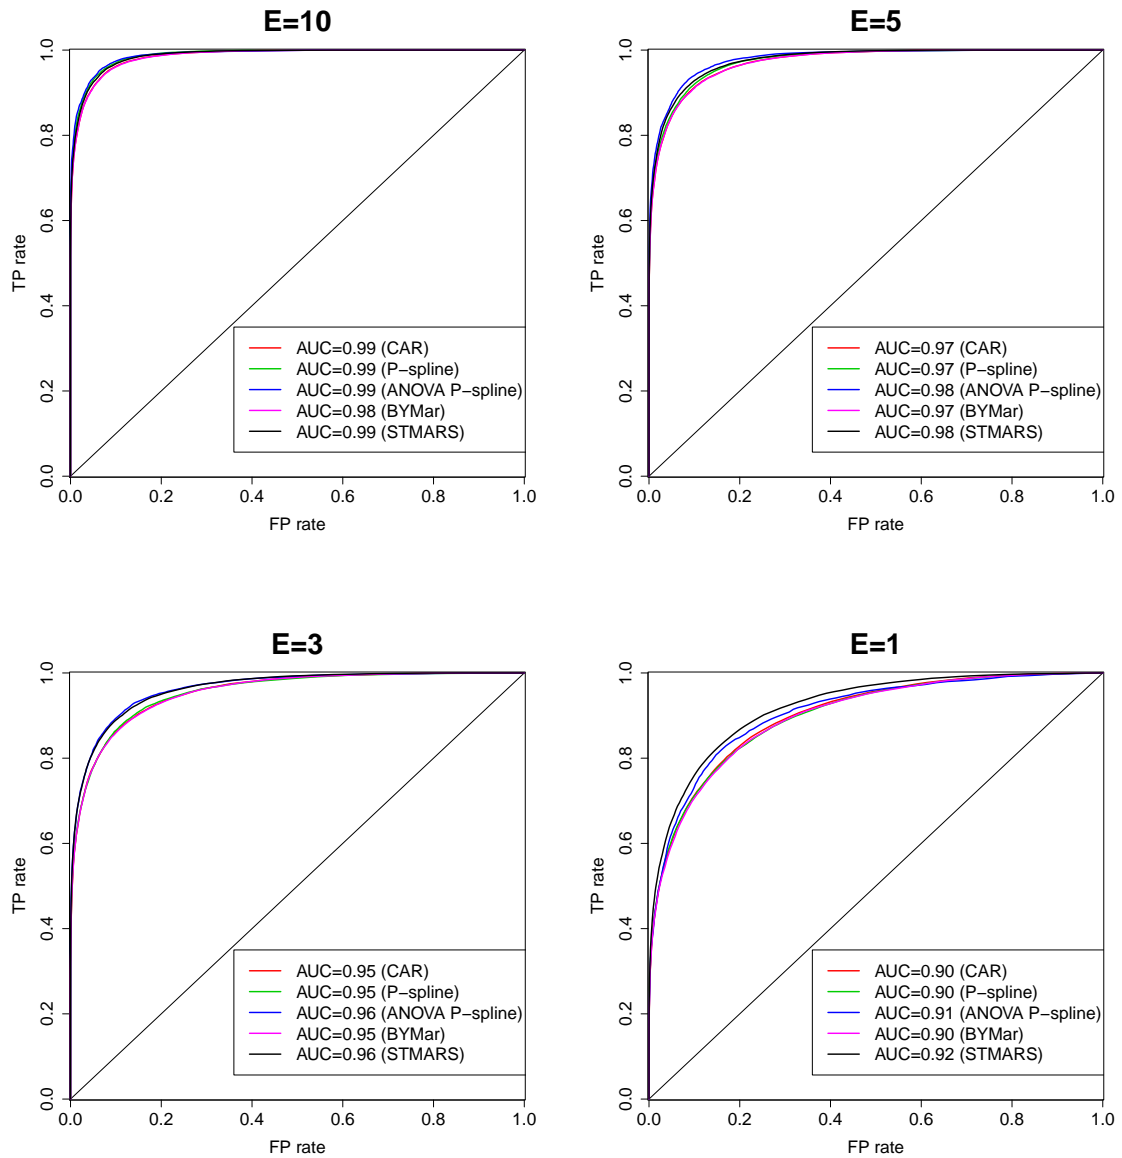 E=10
TP rate
1.0
0.8
0.6
0.4
0.2
0.0
AUC=0.99 (CAR)
AUC=0.99 (P−spline)
AUC=0.99 (ANOVA P−spline)
AUC=0.98 (BYMar)
AUC=0.99 (STMARS)
0.0 0.2 0.4 0.6 0.8 1.0
FP rate
E=5
TP rate
1.0
0.8
0.6
0.4
0.2
0.0
AUC=0.97 (CAR)
AUC=0.97 (P−spline)
AUC=0.98 (ANOVA P−spline)
AUC=0.97 (BYMar)
AUC=0.98 (STMARS)
0.0 0.2 0.4 0.6 0.8 1.0
FP rate
E=3
TP rate
1.0
0.8
0.6
0.4
0.2
0.0
AUC=0.95 (CAR)
AUC=0.95 (P−spline)
AUC=0.96 (ANOVA P−spline)
AUC=0.95 (BYMar)
AUC=0.96 (STMARS)
0.0 0.2 0.4 0.6 0.8 1.0
FP rate
E=1
TP rate
1.0
0.8
0.6
0.4
0.2
0.0
AUC=0.90 (CAR)
AUC=0.90 (P−spline)
AUC=0.91 (ANOVA P−spline)
AUC=0.90 (BYMar)
AUC=0.92 (STMARS)
0.0 0.2 0.4 0.6 0.8 1.0
FP rate